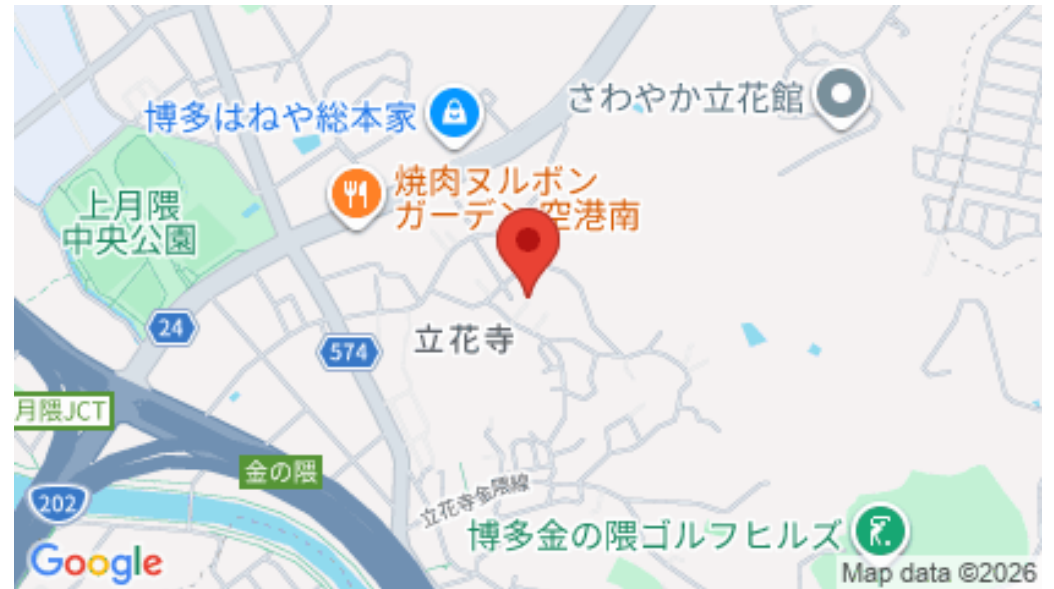 さわやか立花館
博多はねや総本家
焼肉ヌルボン
ガーデン 空港南
上月隈
中央公園
24
574
立花寺
月隈JCT
金の隈
202
立花寺金隈線
博多金の隈ゴルフヒルズ
Google
Map data ©2026